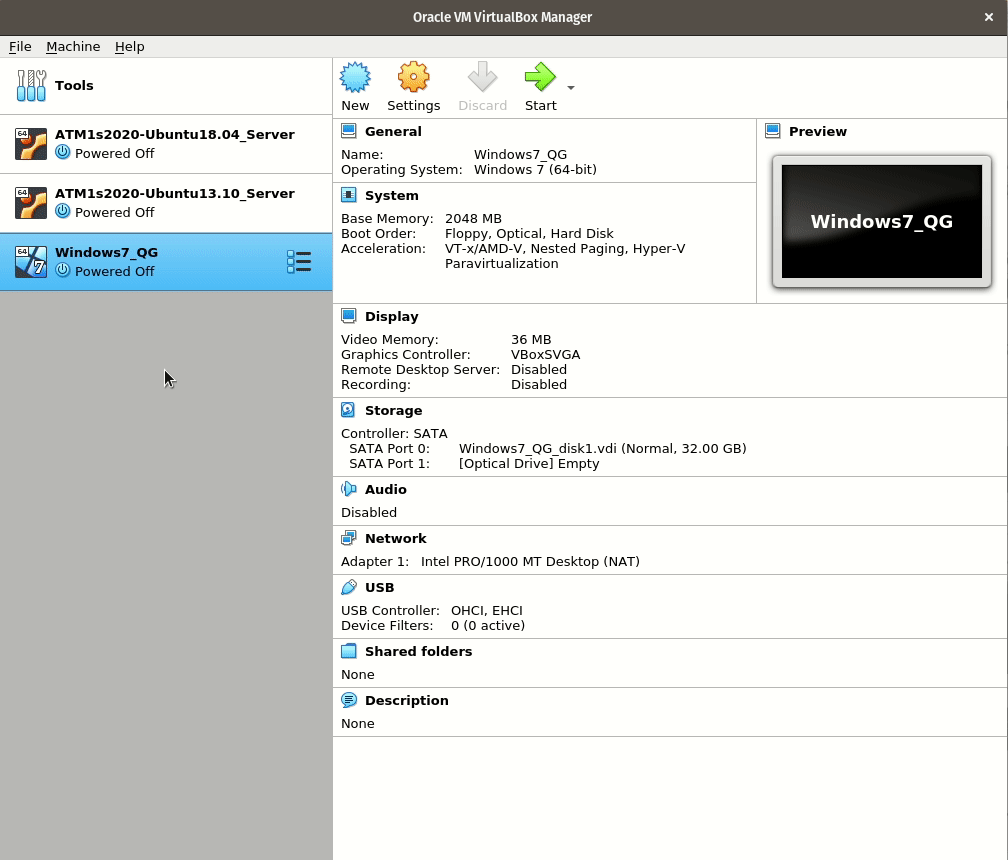 Oracle VM VirtualBox Manager
File Machine Help
Tools
New Settings Discard Start
64 ATM1s2020-Ubuntu18.04_Server
Powered Off
64 ATM1s2020-Ubuntu13.10_Server
Powered Off
64 7 Windows7_QG
Powered Off
General
Name: Windows7_QG
Operating System: Windows 7 (64-bit)
System
Base Memory: 2048 MB
Boot Order: Floppy, Optical, Hard Disk
Acceleration: VT-x/AMD-V, Nested Paging, Hyper-V
Paravirtualization
Preview
Windows7_QG
Display
Video Memory: 36 MB
Graphics Controller: VBoxSVGA
Remote Desktop Server: Disabled
Recording: Disabled
Storage
Controller: SATA
SATA Port 0: Windows7_QG_disk1.vdi (Normal, 32.00 GB)
SATA Port 1: [Optical Drive] Empty
Audio
Disabled
Network
Adapter 1: Intel PRO/1000 MT Desktop (NAT)
USB
USB Controller: OHCI, EHCI
Device Filters: 0 (0 active)
Shared folders
None
Description
None